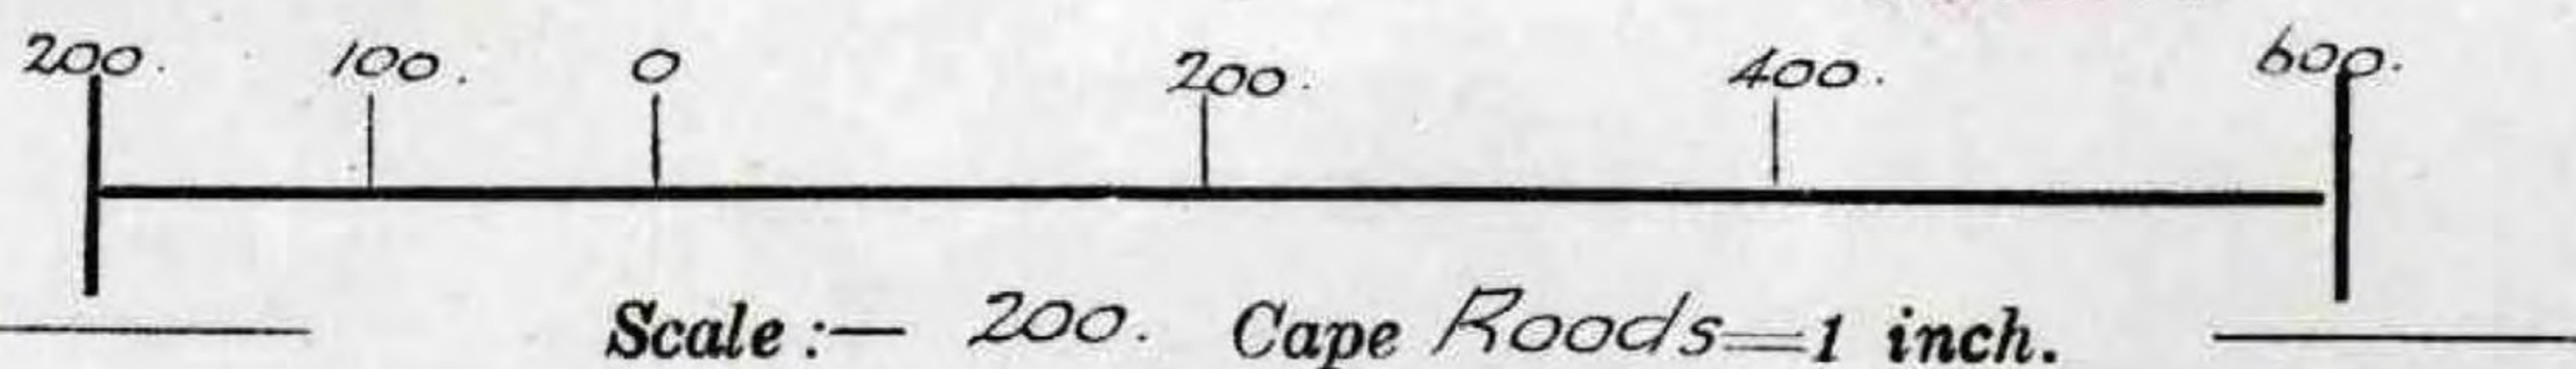 200. 100. 0 200. 400. 600.
Scale :— 200. Cape Roods=1 inch.